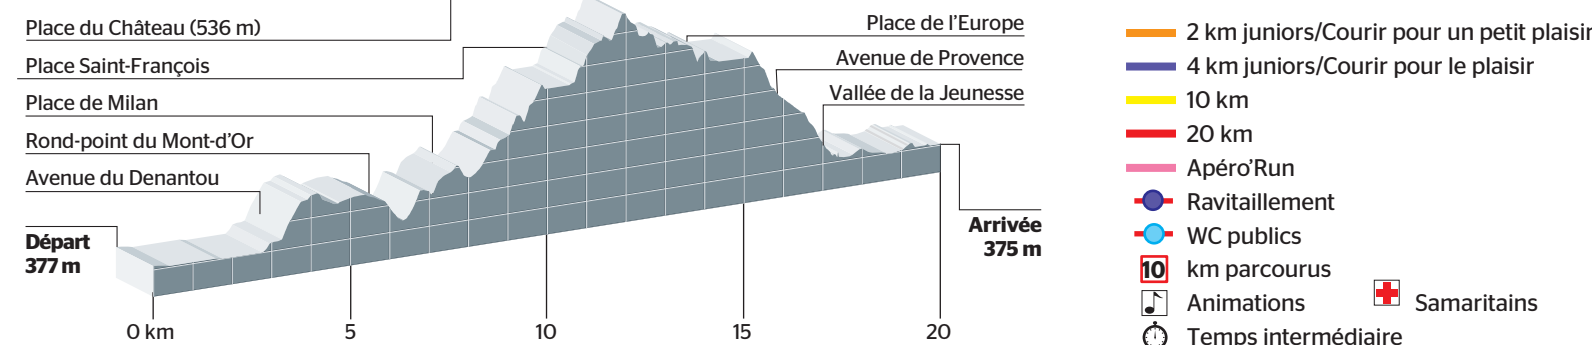 Place du Château (536 m)
Place Saint-François
Place de Milan
Rond-point du Mont-d'Or
Avenue du Denantou
Départ
377 m
0 km
5
10
15
20
Place de l'Europe
Avenue de Provence
Vallée de la Jeunesse
Arrivée
375 m
2 km juniors/Courir pour un petit plaisir
4 km juniors/Courir pour le plaisir
10 km
20 km
Apéro'Run
Ravitaillement
WC publics
10 km parcourus
Animations
Samaritains
Temps intermédiaire